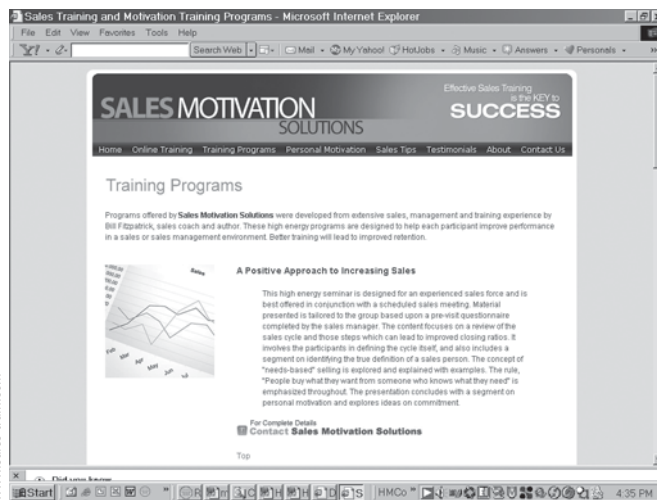 Sales Training and Motivation Training Programs - Microsoft Internet Explorer
File Edit View Favorites Tools Help
Search Web Mail My Yahoo! HotJobs Music Answers Personals
SALES MOTIVATION
SOLUTIONS
Effective Sales Training
is the KEY to
SUCCESS
Home Online Training Training Programs Personal Motivation Sales Tips Testimonials About Contact Us
Training Programs
Programs offered by Sales Motivation Solutions were developed from extensive sales, management and training experience by
Bill Fitzpatrick, sales coach and author. These high energy programs are designed to help each participant improve performance
in a sales or sales management environment. Better training will lead to improved retention.
Sales
Feb Mar Apr May Jun Jul
A Positive Approach to Increasing Sales
This high energy seminar is designed for an experienced sales force and is
best offered in conjunction with a scheduled sales meeting. Material
presented is tailored to the group based upon a pre-visit questionnaire
completed by the sales manager. The content focuses on a review of the
sales cycle and those steps which can lead to improved closing ratios. It
involves the participants in defining the cycle itself, and also includes a
segment on identifying the true definition of a sales person. The concept of
"needs-based" selling is explored and explained with examples. The rule,
"People buy what they want from someone who knows what they need" is
emphasized throughout. The presentation concludes with a segment on
personal motivation and explores ideas on commitment.
For Complete Details
Contact Sales Motivation Solutions
Top
Did you know
Start HMCo 4:35 PM